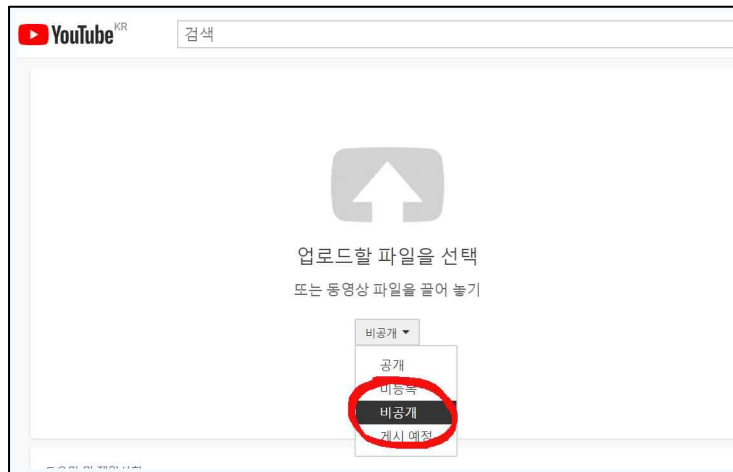 YouTube KR
검색
업로드할 파일을 선택
또는 동영상 파일을 끌어 놓기
비공개
공개
미등록
비공개
게시 예정